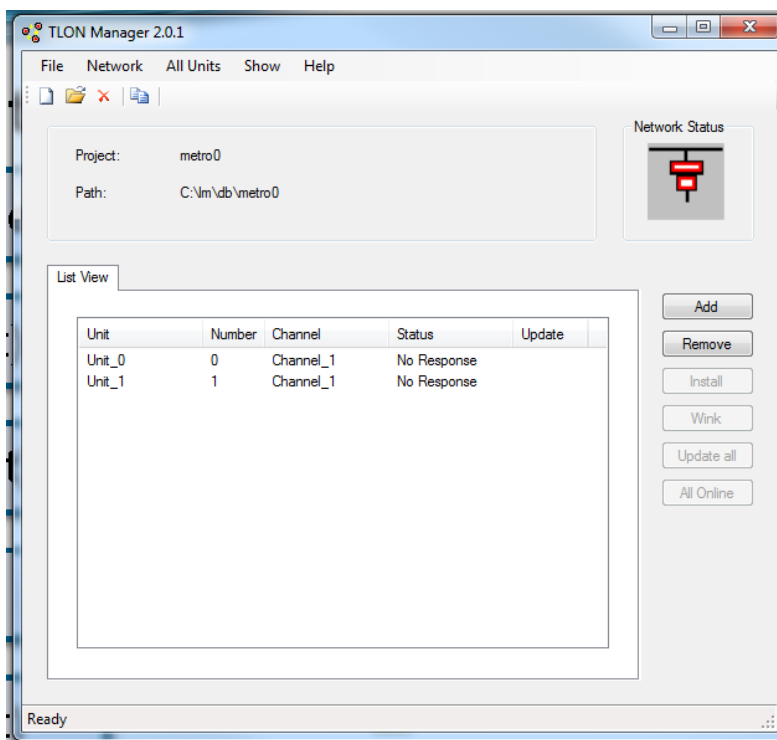 TLON Manager 2.0.1
File Network All Units Show Help
Network Status
Project: metro0
Path: C:\lm\db\metro0
List View
Unit Number Channel Status Update
Unit_0 0 Channel_1 No Response
Unit_1 1 Channel_1 No Response
Add
Remove
Install
Wink
Update all
All Online
Ready